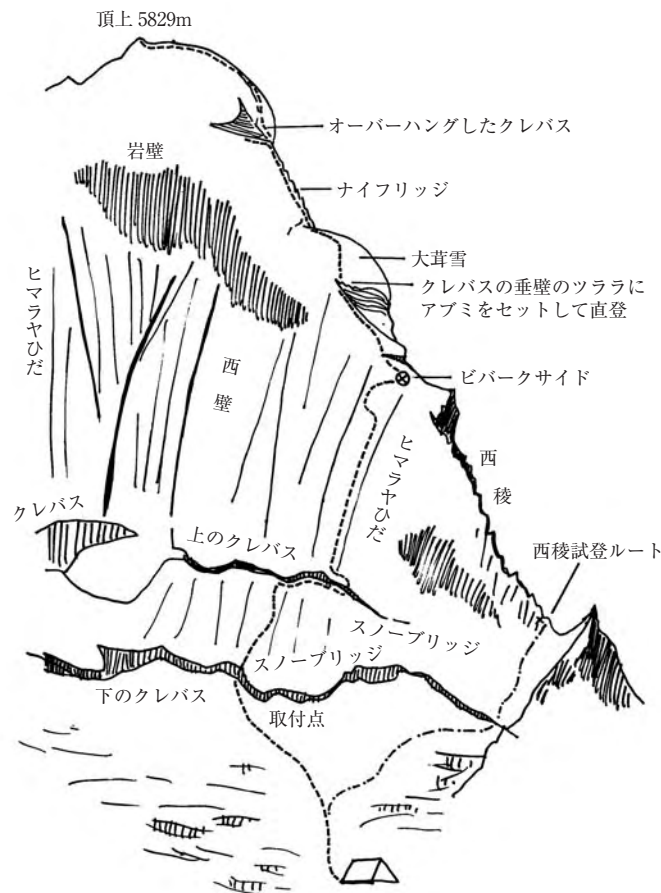 頂上 5829m
オーバーハングしたクレバス
岩壁
ナイフリッジ
大茸雪
クレバスの垂壁のツララに
アブミをセットして直登
ヒマラヤひだ
西壁
ビバークサイド
ヒマラヤひだ
西稜
クレバス
上のクレバス
西稜試登ルート
スノーブリッジ
スノーブリッジ
下のクレバス
取付点